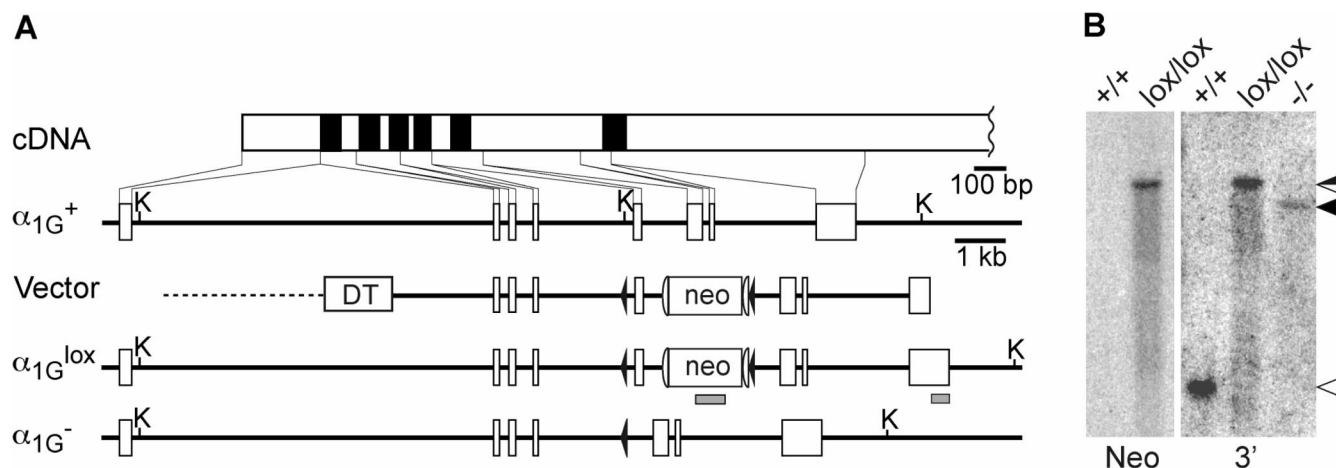 A
cDNA
100 bp
α1G+
K
K
K
1 kb
Vector
DT
neo
α1Glox
K
neo
K
α1G-
K
K
B
+/+
lox/lox
+/+
lox/lox
-/-
Neo
3'